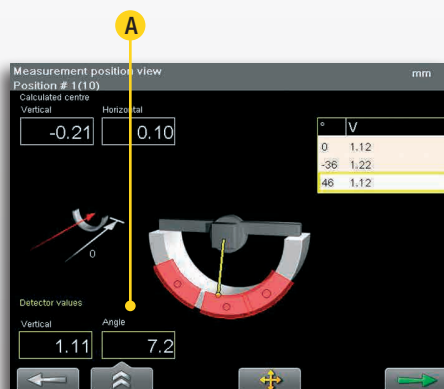 A
Measurement position view
mm
Position # 1(10)
Calculated centre
Vertical Horizontal
-0.21 0.10
° V
0 1.12
-36 1.22
46 1.12
0
Detector values
Vertical Angle
1.11 7.2